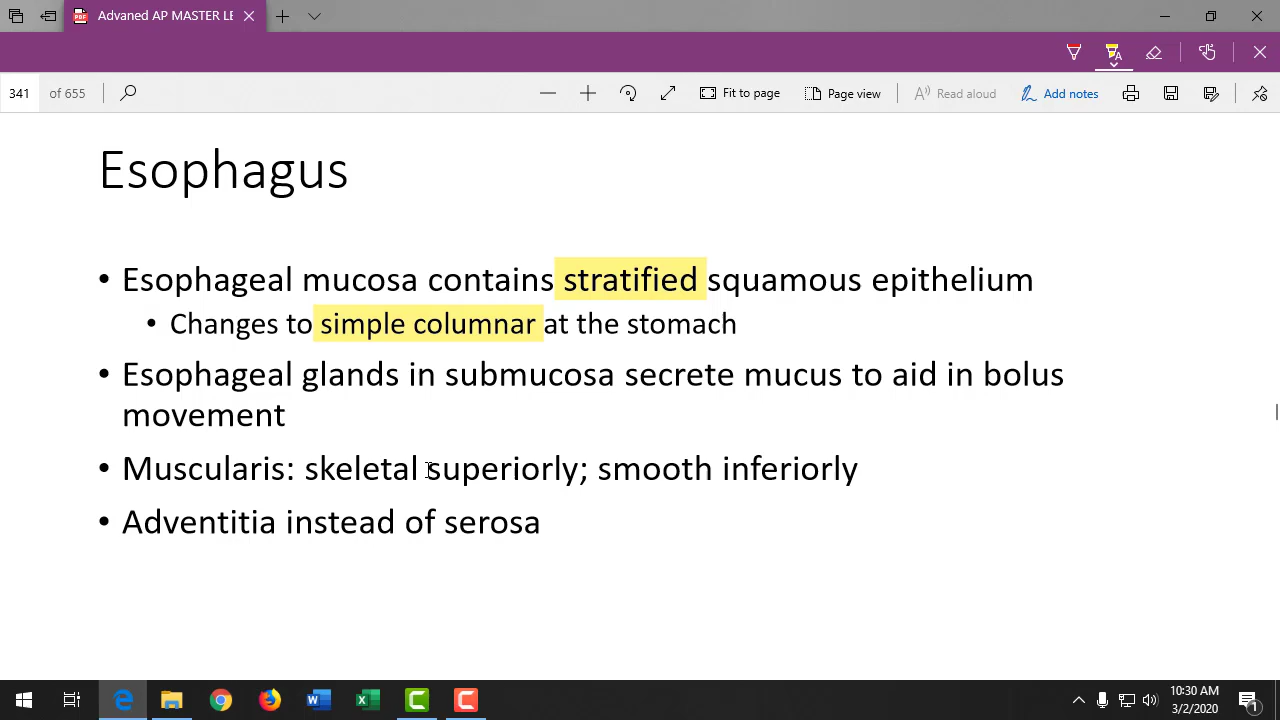 Advaned AP MASTER LE
341 of 655
Fit to page
Page view
Read aloud
Add notes
Esophagus
• Esophageal mucosa contains stratified squamous epithelium
• Changes to simple columnar at the stomach
• Esophageal glands in submucosa secrete mucus to aid in bolus
movement
• Muscularis: skeletal superiorly; smooth inferiorly
• Adventitia instead of serosa
10:30 AM
3/2/2020